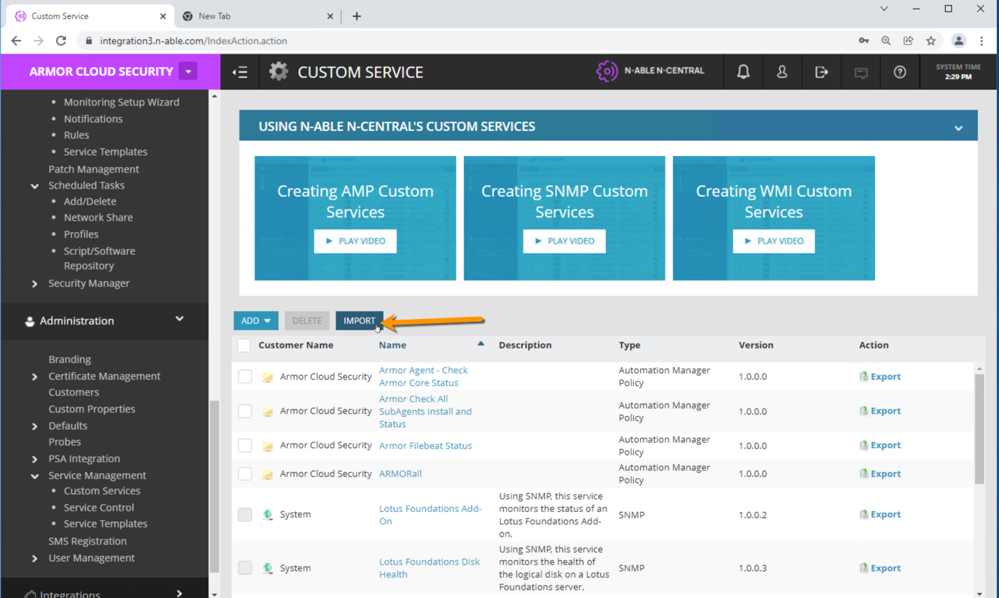 Custom Service
New Tab
integration3.n-able.com/IndexAction.action
ARMOR CLOUD SECURITY
CUSTOM SERVICE
N-ABLE N-CENTRAL
SYSTEM TIME
2:29 PM
Monitoring Setup Wizard
Notifications
Rules
Service Templates
Patch Management
Scheduled Tasks
Add/Delete
Network Share
Profiles
Script/Software
Repository
Security Manager
Administration
Branding
Certificate Management
Customers
Custom Properties
Defaults
Probes
PSA Integration
Service Management
Custom Services
Service Control
Service Templates
SMS Registration
User Management
Integrations
USING N-ABLE N-CENTRAL'S CUSTOM SERVICES
Creating AMP Custom
Services
PLAY VIDEO
Creating SNMP Custom
Services
PLAY VIDEO
Creating WMI Custom
Services
PLAY VIDEO
ADD
DELETE
IMPORT
Customer Name Name Description Type Version Action
Armor Cloud Security
Armor Agent - Check
Armor Core Status
Automation Manager
Policy
1.0.0.0
Export
Armor Cloud Security
Armor Check All
SubAgents Install and
Status
Automation Manager
Policy
1.0.0.0
Export
Armor Cloud Security
Armor Filebeat Status
Automation Manager
Policy
1.0.0.0
Export
Armor Cloud Security
ARMORall
Automation Manager
Policy
1.0.0.0
Export
System
Lotus Foundations Add-
On
Using SNMP, this service
monitors the status of an
Lotus Foundations Add-
on.
SNMP
1.0.0.2
Export
System
Lotus Foundations Disk
Health
Using SNMP, this service
monitors the health of
the logical disk on a Lotus
Foundations server.
SNMP
1.0.0.3
Export